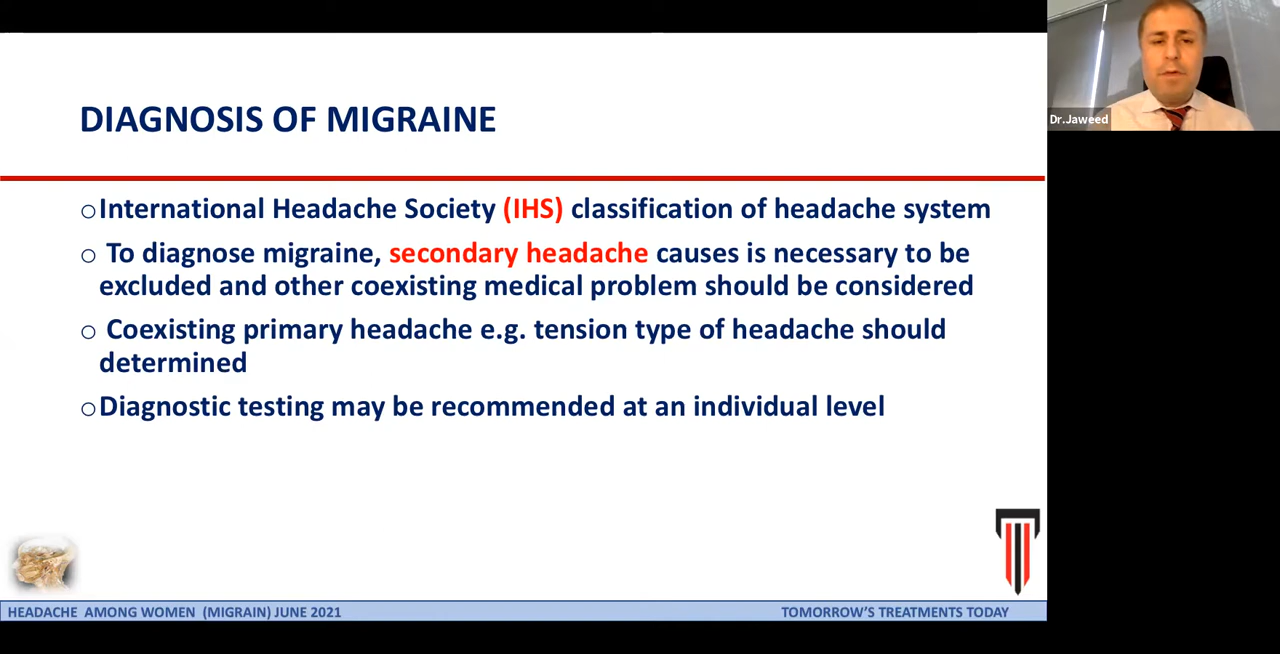 DIAGNOSIS OF MIGRAINE
Dr.Jaweed
○International Headache Society (IHS) classification of headache system
○ To diagnose migraine, secondary headache causes is necessary to be
excluded and other coexisting medical problem should be considered
○ Coexisting primary headache e.g. tension type of headache should
determined
○Diagnostic testing may be recommended at an individual level
HEADACHE AMONG WOMEN (MIGRAIN) JUNE 2021
TOMORROW'S TREATMENTS TODAY